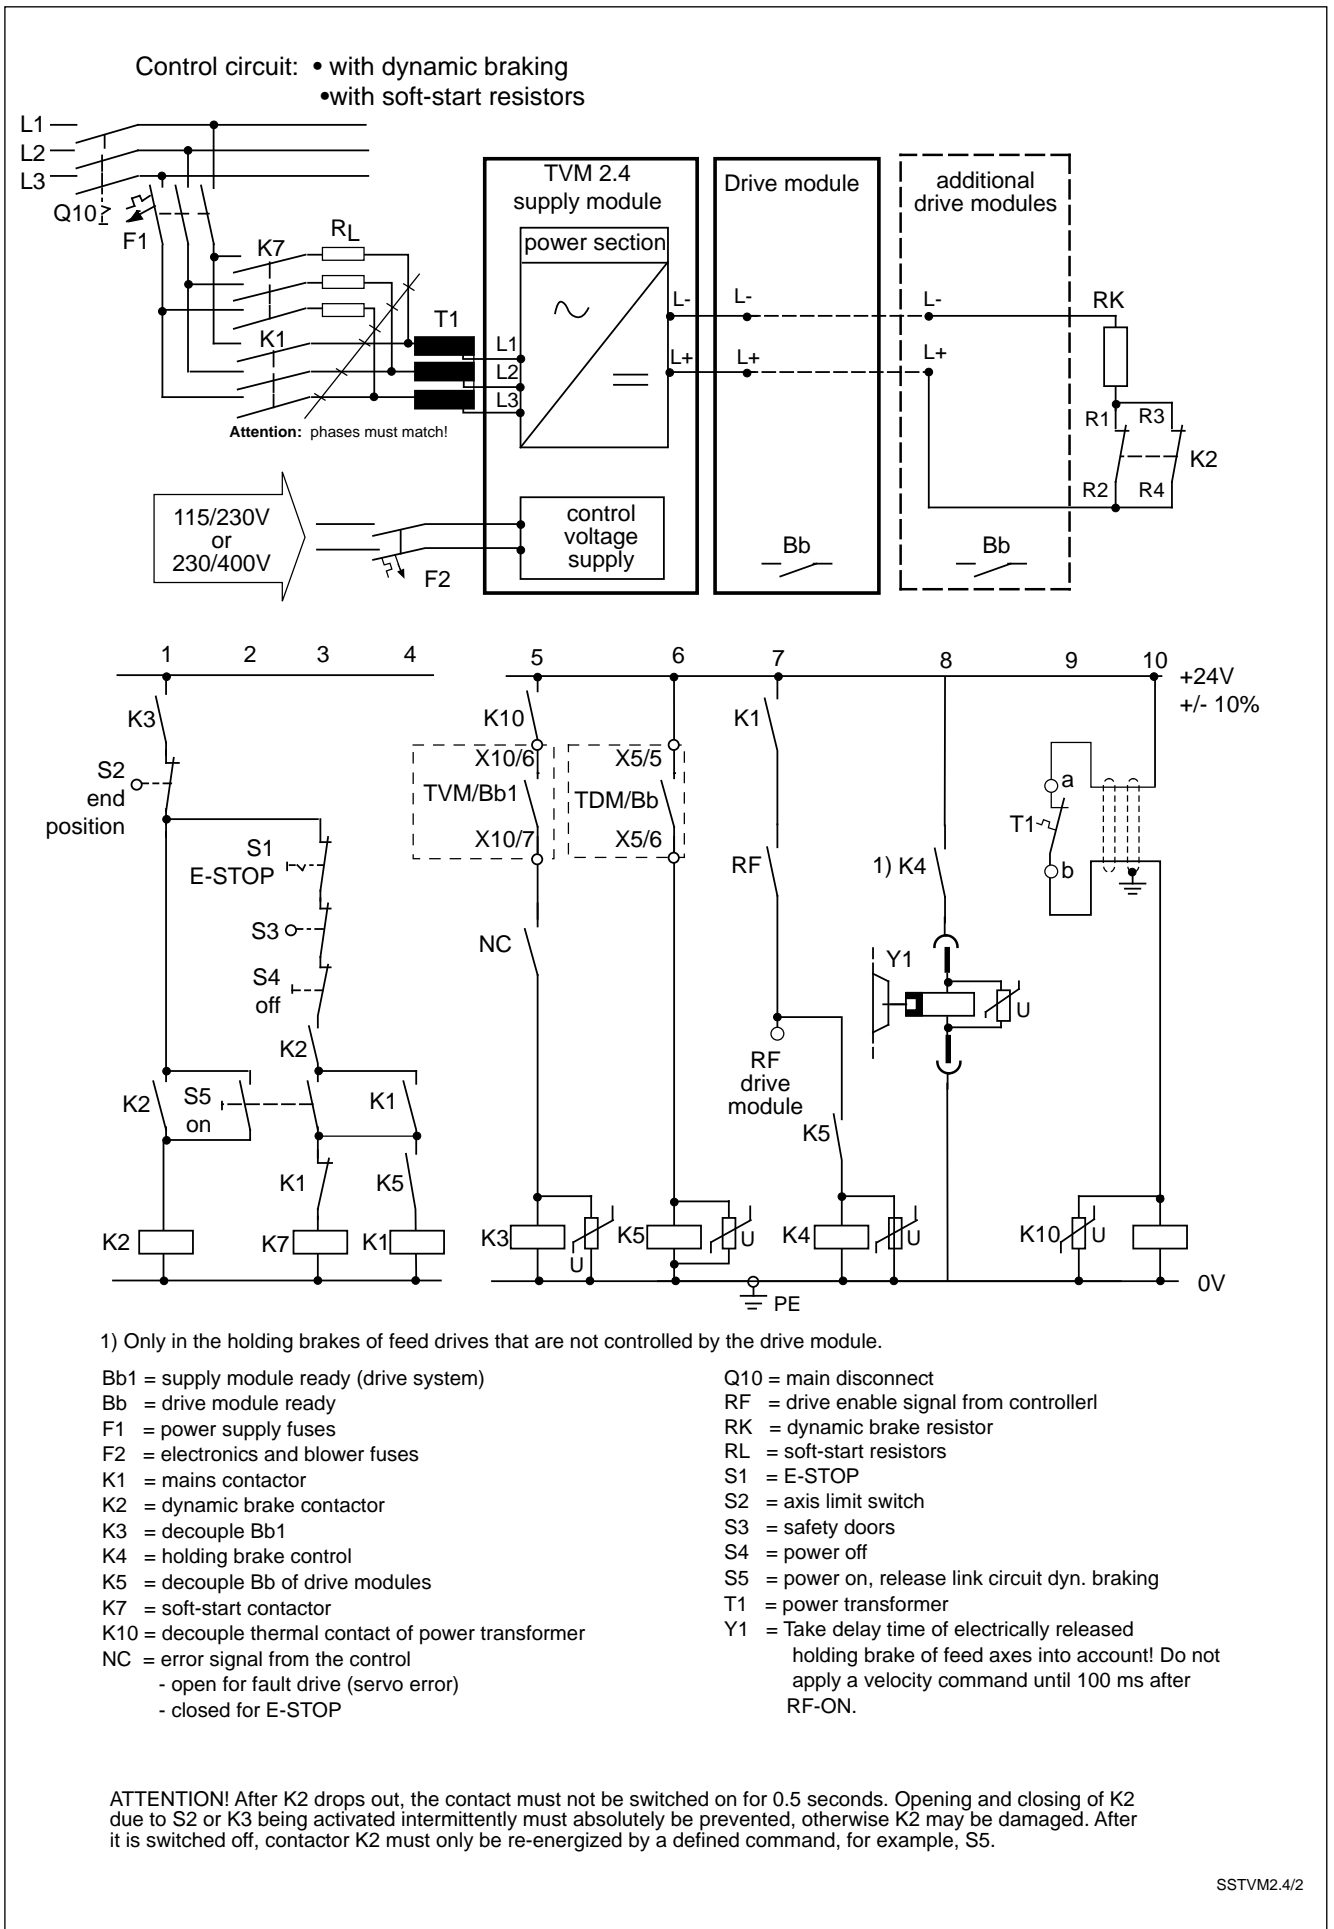 Control circuit: • with dynamic braking
•with soft-start resistors
L1
L2
L3
Q10
F1
K7
RL
K1
T1
Attention: phases must match!
TVM 2.4
supply module
power section
L1
L2
L3
L-
L+
Drive module
L-
L+
additional
drive modules
L-
L+
RK
R1
R3
K2
R2
R4
115/230V
or
230/400V
F2
control
voltage
supply
Bb
Bb
1 2 3 4 5 6 7 8 9 10
+24V
+/- 10%
K3
S2
end
position
S1
E-STOP
S3
S4
off
K2
K2
S5
on
K1
K1
K5
K2
K7
K1
K10
X10/6
TVM/Bb1
X10/7
NC
K3
U
X5/5
TDM/Bb
X5/6
K5
U
K1
RF
RF
drive
module
K5
K4
U
1) K4
Y1
U
a
T1
b
K10
U
0V
PE
1) Only in the holding brakes of feed drives that are not controlled by the drive module.
Bb1 = supply module ready (drive system)
Bb = drive module ready
F1 = power supply fuses
F2 = electronics and blower fuses
K1 = mains contactor
K2 = dynamic brake contactor
K3 = decouple Bb1
K4 = holding brake control
K5 = decouple Bb of drive modules
K7 = soft-start contactor
K10 = decouple thermal contact of power transformer
NC = error signal from the control
- open for fault drive (servo error)
- closed for E-STOP
Q10 = main disconnect
RF = drive enable signal from controllerl
RK = dynamic brake resistor
RL = soft-start resistors
S1 = E-STOP
S2 = axis limit switch
S3 = safety doors
S4 = power off
S5 = power on, release link circuit dyn. braking
T1 = power transformer
Y1 = Take delay time of electrically released
holding brake of feed axes into account! Do not
apply a velocity command until 100 ms after
RF-ON.
ATTENTION! After K2 drops out, the contact must not be switched on for 0.5 seconds. Opening and closing of K2
due to S2 or K3 being activated intermittently must absolutely be prevented, otherwise K2 may be damaged. After
it is switched off, contactor K2 must only be re-energized by a defined command, for example, S5.
SSTVM2.4/2